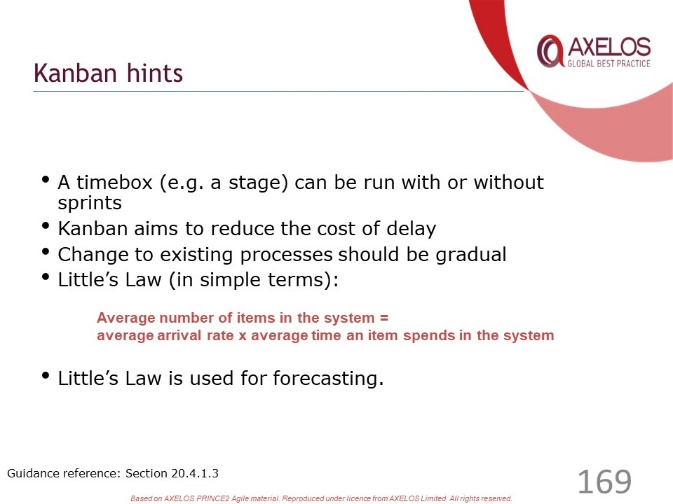 AXELOS
GLOBAL BEST PRACTICE
Kanban hints
• A timebox (e.g. a stage) can be run with or without
sprints
• Kanban aims to reduce the cost of delay
• Change to existing processes should be gradual
• Little’s Law (in simple terms):
Average number of items in the system =
average arrival rate x average time an item spends in the system
• Little’s Law is used for forecasting.
Guidance reference: Section 20.4.1.3
169
Based on AXELOS PRINCE2 Agile material. Reproduced under licence from AXELOS Limited. All rights reserved.